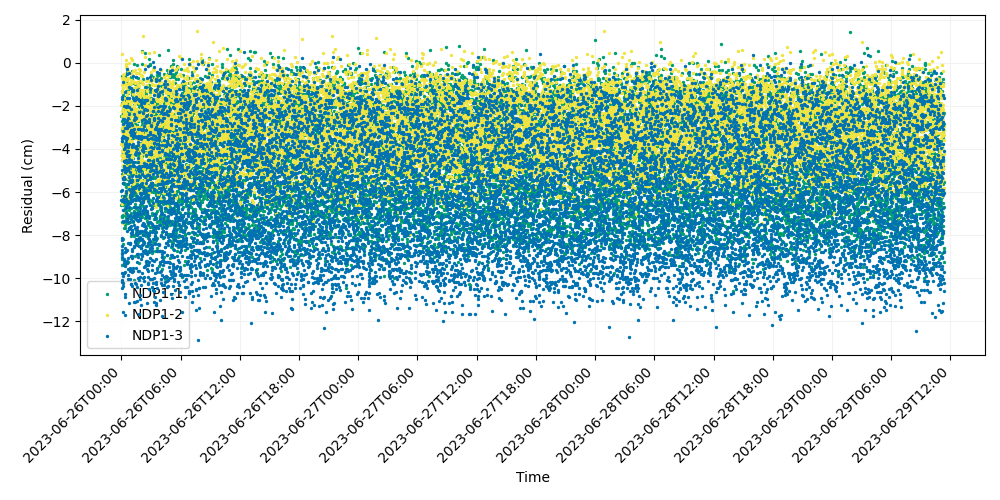 2
0
−2
−4
−6
−8
−10
−12
Residual (cm)
NDP1-1
NDP1-2
NDP1-3
2023-06-26T00:00
2023-06-26T06:00
2023-06-26T12:00
2023-06-26T18:00
2023-06-27T00:00
2023-06-27T06:00
2023-06-27T12:00
2023-06-27T18:00
2023-06-28T00:00
2023-06-28T06:00
2023-06-28T12:00
2023-06-28T18:00
2023-06-29T00:00
2023-06-29T06:00
2023-06-29T12:00
Time